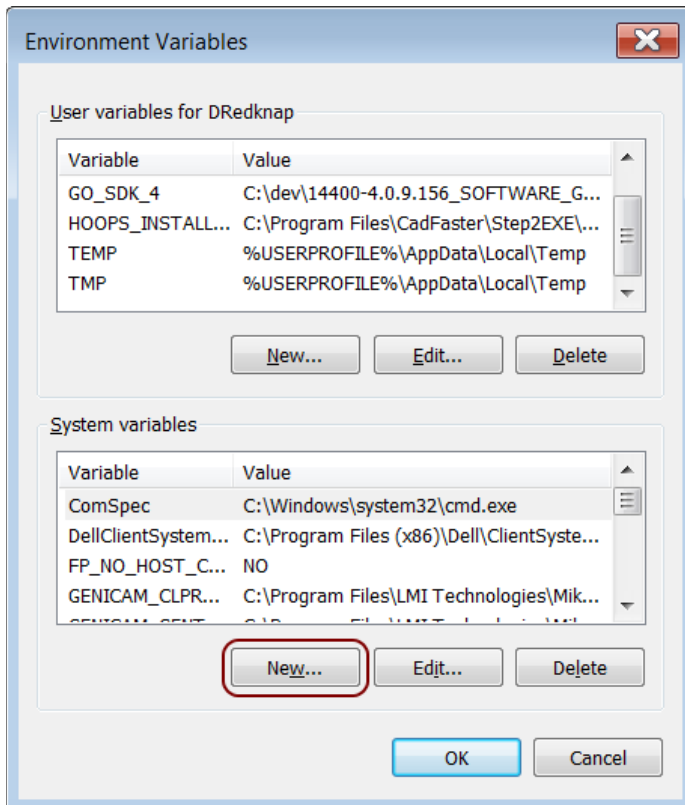 Environment Variables
User variables for DRedknap
Variable Value
GO_SDK_4 C:\dev\14400-4.0.9.156_SOFTWARE_G...
HOOPS_INSTALL... C:\Program Files\CadFaster\Step2EXE\...
TEMP %USERPROFILE%\AppData\Local\Temp
TMP %USERPROFILE%\AppData\Local\Temp
New... Edit... Delete
System variables
Variable Value
ComSpec C:\Windows\system32\cmd.exe
DellClientSystem... C:\Program Files (x86)\Dell\ClientSyste...
FP_NO_HOST_C... NO
GENICAM_CLPR... C:\Program Files\LMI Technologies\Mik...
New... Edit... Delete
OK Cancel